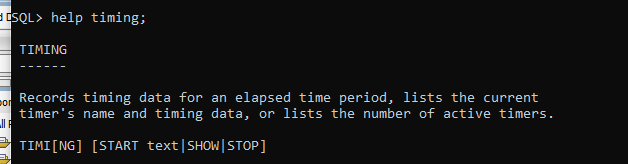 SQL> help timing;
TIMING
------
Records timing data for an elapsed time period, lists the current
timer's name and timing data, or lists the number of active timers.
TIMI[NG] [START text|SHOW|STOP]